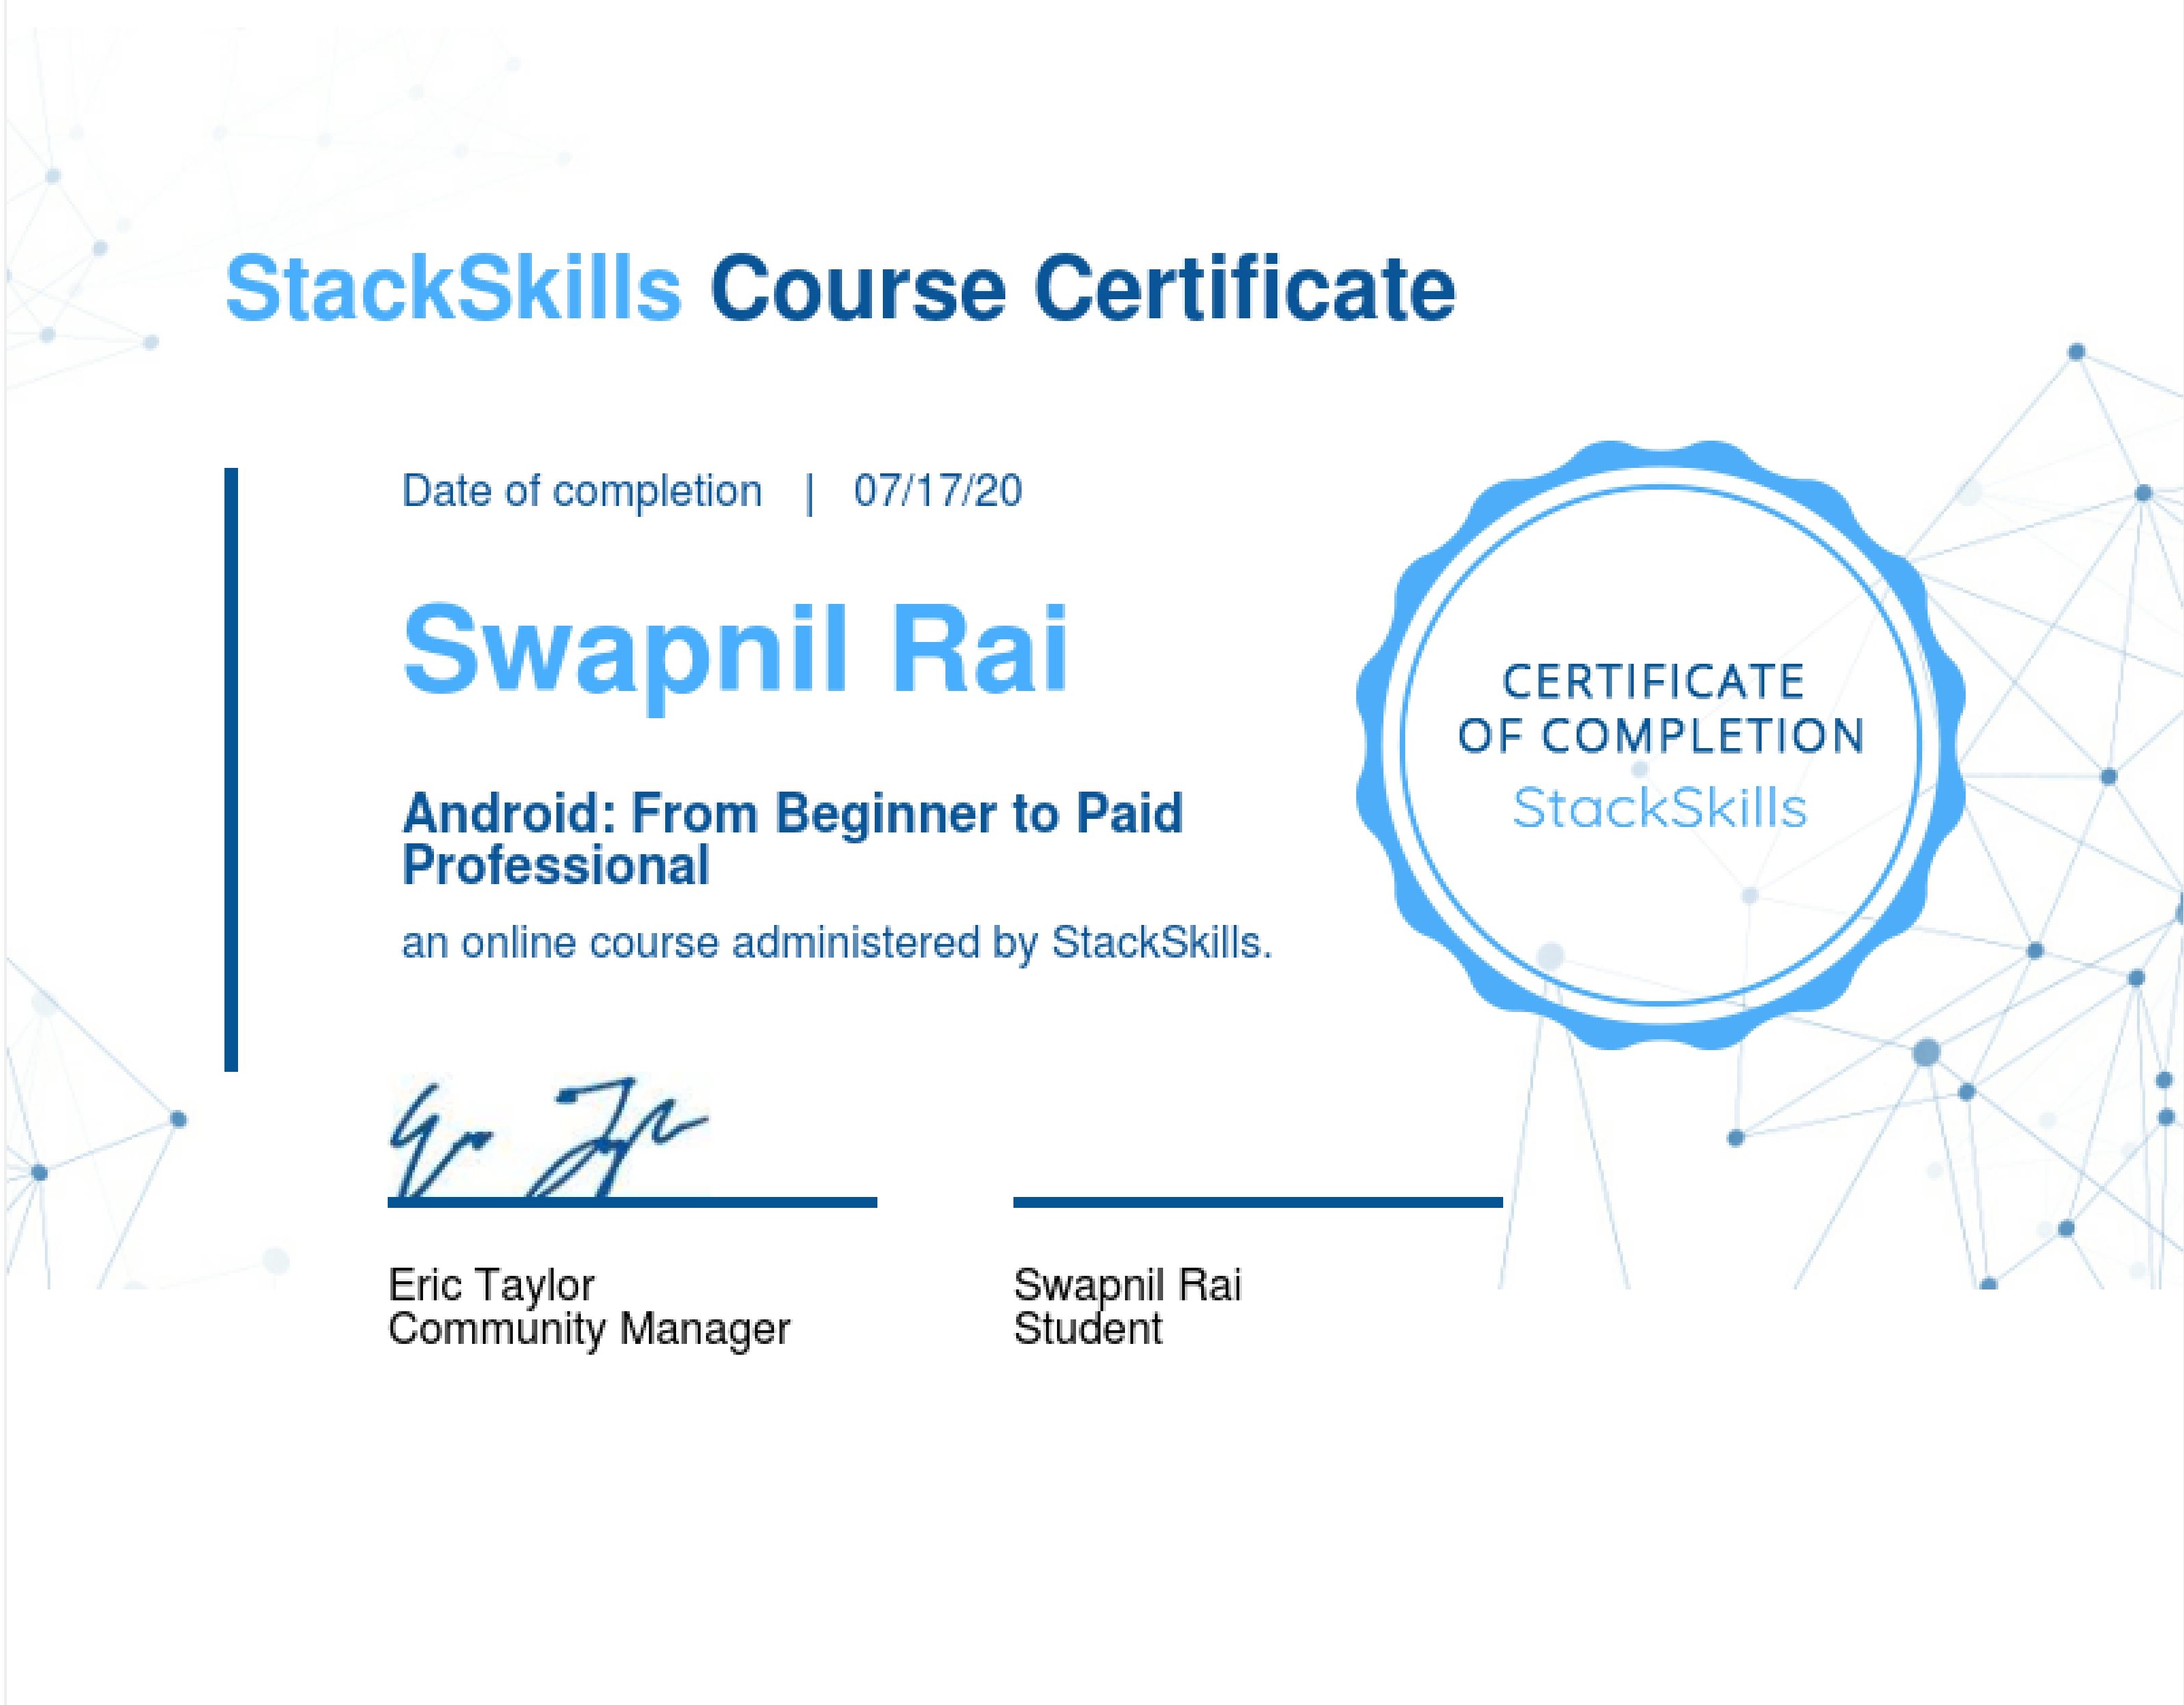 StackSkills Course Certificate
Date of completion | 07/17/20
Swapnil Rai
Android: From Beginner to Paid
Professional
an online course administered by StackSkills.
CERTIFICATE
OF COMPLETION
StackSkills
Eric Taylor
Community Manager
Swapnil Rai
Student